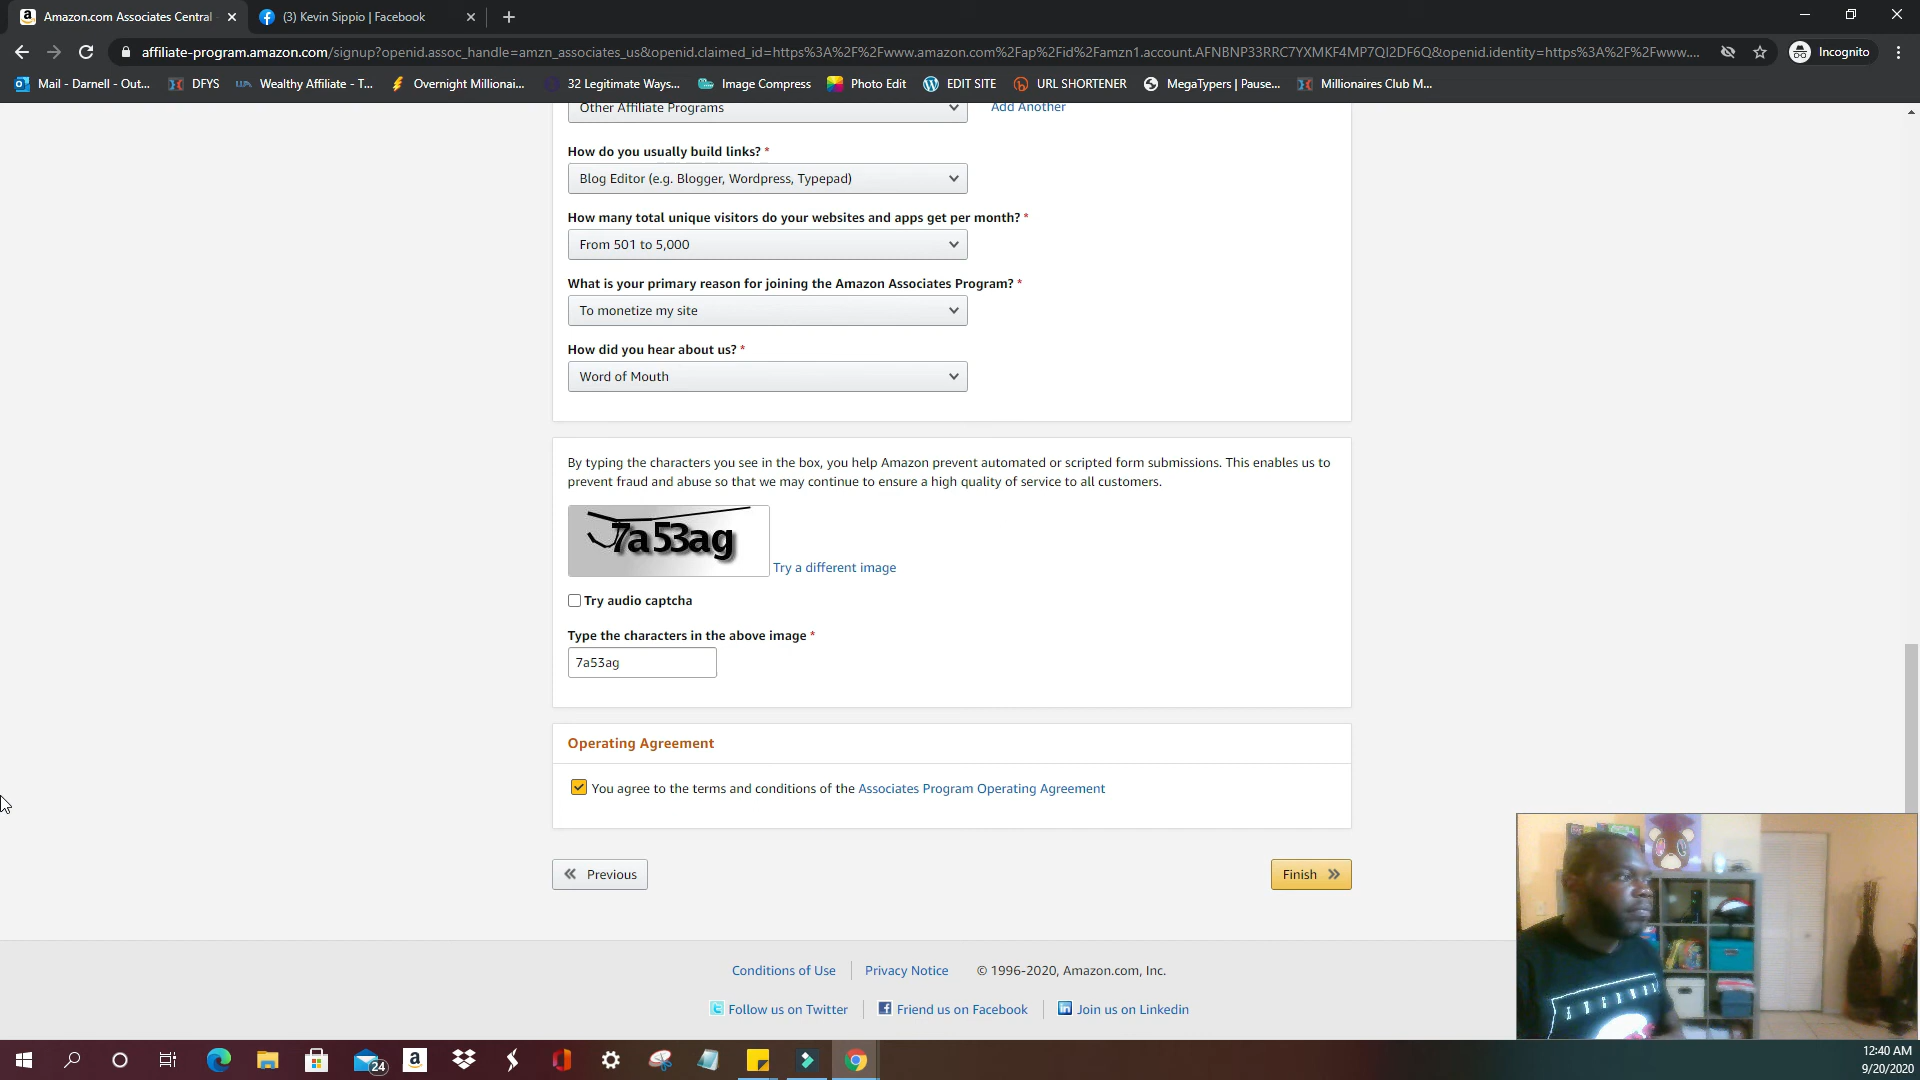 Amazon.com Associates Central
(3) Kevin Sippio | Facebook
affiliate-program.amazon.com/signup?openid.assoc_handle=amzn_associates_us&openid.claimed_id=https%3A%2F%2Fwww.amazon.com%2Fap%2Fid%2Famzn1.account.AFNBNP33RRC7YXMKF4MP7QI2DF6Q&openid.identity=https%3A%2F%2Fwww....
Incognito
Mail - Darnell - Out...
DFYS
Wealthy Affiliate - T...
Overnight Millionai...
32 Legitimate Ways...
Image Compress
Photo Edit
EDIT SITE
URL SHORTENER
MegaTypers | Pause...
Millionaires Club M...
Other Affiliate Programs
Add Another
How do you usually build links? *
Blog Editor (e.g. Blogger, Wordpress, Typepad)
How many total unique visitors do your websites and apps get per month? *
From 501 to 5,000
What is your primary reason for joining the Amazon Associates Program? *
To monetize my site
How did you hear about us? *
Word of Mouth
By typing the characters you see in the box, you help Amazon prevent automated or scripted form submissions. This enables us to
prevent fraud and abuse so that we may continue to ensure a high quality of service to all customers.
7a53ag
Try a different image
Try audio captcha
Type the characters in the above image *
7a53ag
Operating Agreement
You agree to the terms and conditions of the Associates Program Operating Agreement
Previous
Finish
Conditions of Use
Privacy Notice
© 1996-2020, Amazon.com, Inc.
Follow us on Twitter
Friend us on Facebook
Join us on Linkedin
24
12:40 AM
9/20/2020